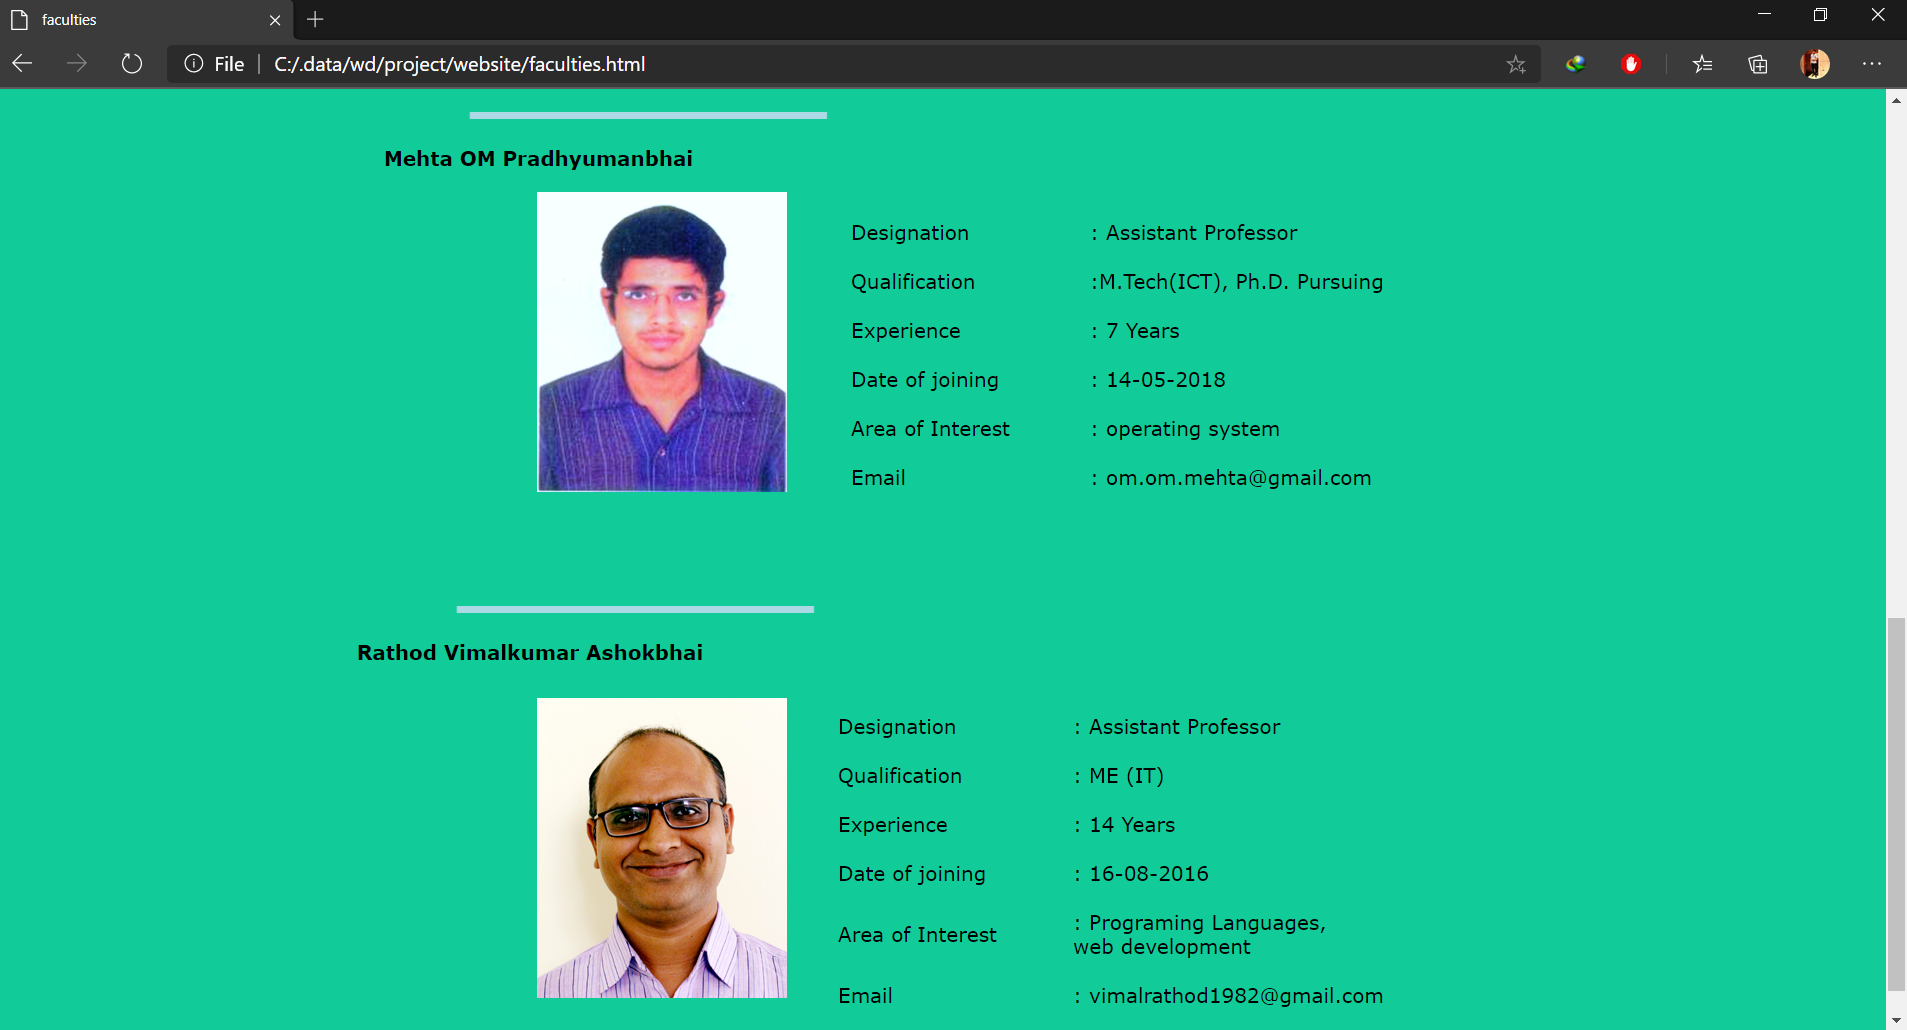 faculties
File | C:/.data/wd/project/website/faculties.html
Mehta OM Pradhyumanbhai
Designation : Assistant Professor
Qualification :M.Tech(ICT), Ph.D. Pursuing
Experience : 7 Years
Date of joining : 14-05-2018
Area of Interest : operating system
Email : om.om.mehta@gmail.com
Rathod Vimalkumar Ashokbhai
Designation : Assistant Professor
Qualification : ME (IT)
Experience : 14 Years
Date of joining : 16-08-2016
Area of Interest : Programing Languages,
web development
Email : vimalrathod1982@gmail.com